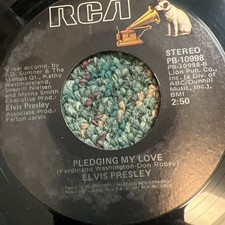 RCA
Vocal accomp. by
J.D. Sumner & The
Stamps Qt., Kathy
Westmoreland,
Sherrill Nielsen
and Myrna Smith
Executive Prod.:
Elvis Presley
Associate Prod.:
Felton Jarvis
STEREO
PB-10998
PB-10998-B
Lion Pub. Co.,
Inc. (a Div. of
ABC/Dunhill
Music, Inc.)
BMI
2:50
PLEDGING MY LOVE
(Ferdinand Washington-Don Robey)
ELVIS PRESLEY